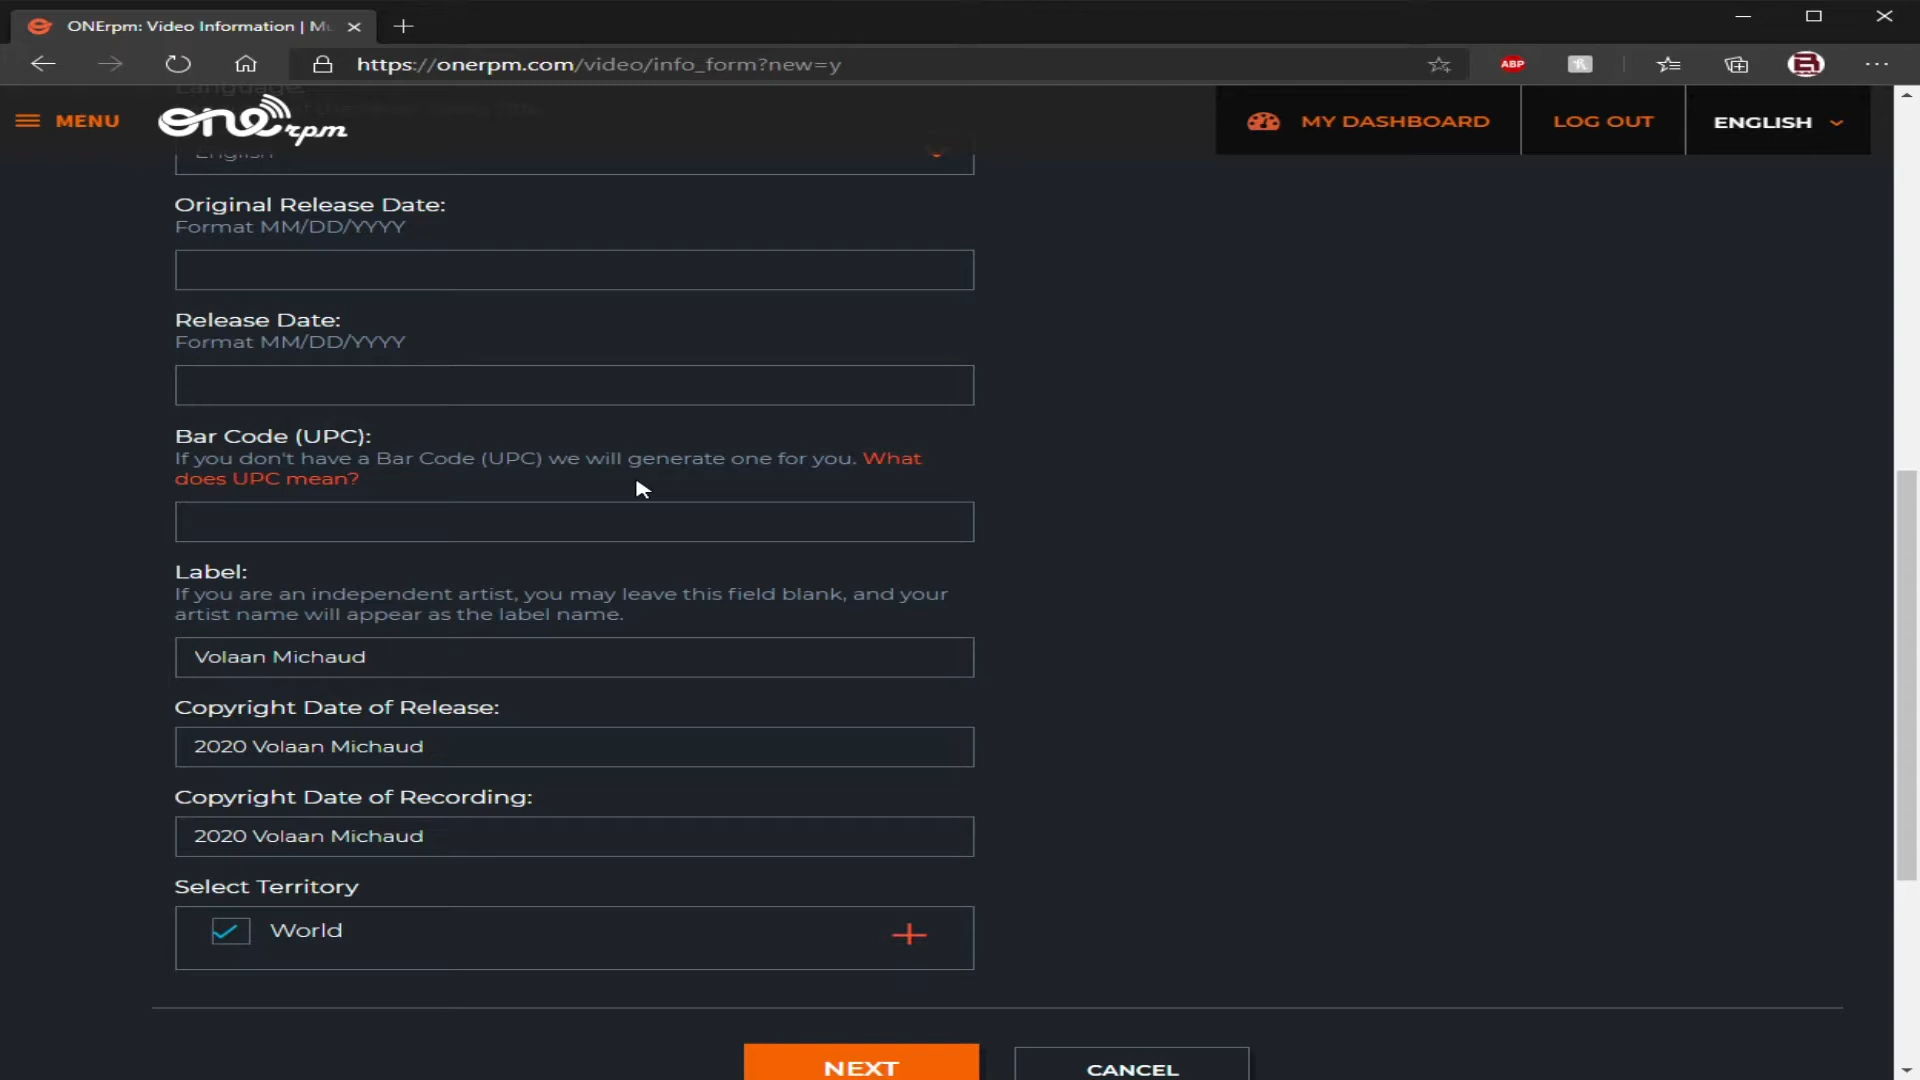 ONErpm: Video Information | Mu
https://onerpm.com/video/info_form?new=y
ABP
Language:
MENU
onerpm
MY DASHBOARD
LOG OUT
ENGLISH
English
Original Release Date:
Format MM/DD/YYYY
Release Date:
Format MM/DD/YYYY
Bar Code (UPC):
If you don't have a Bar Code (UPC) we will generate one for you. What
does UPC mean?
Label:
If you are an independent artist, you may leave this field blank, and your
artist name will appear as the label name.
Volaan Michaud
Copyright Date of Release:
2020 Volaan Michaud
Copyright Date of Recording:
2020 Volaan Michaud
Select Territory
World
NEXT
CANCEL